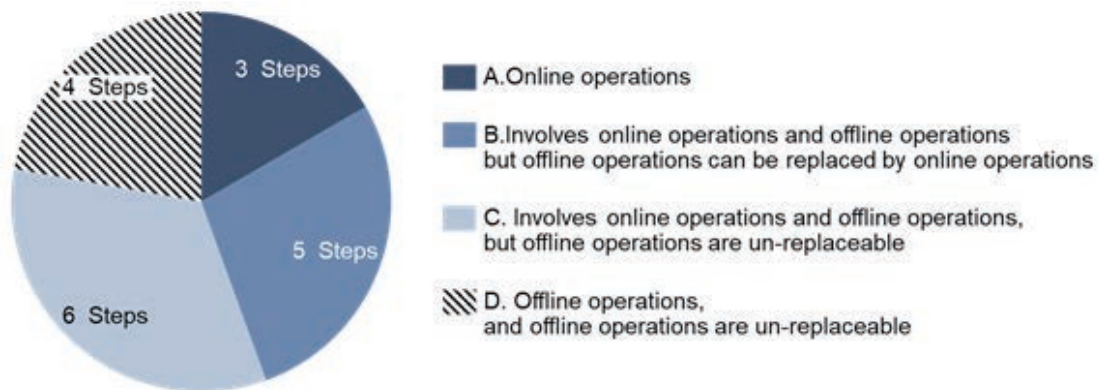 3 Steps
4 Steps
5 Steps
6 Steps
A.Online operations
B.Involves online operations and offline operations
but offline operations can be replaced by online operations
C. Involves online operations and offline operations,
but offline operations are un-replaceable
D. Offline operations,
and offline operations are un-replaceable